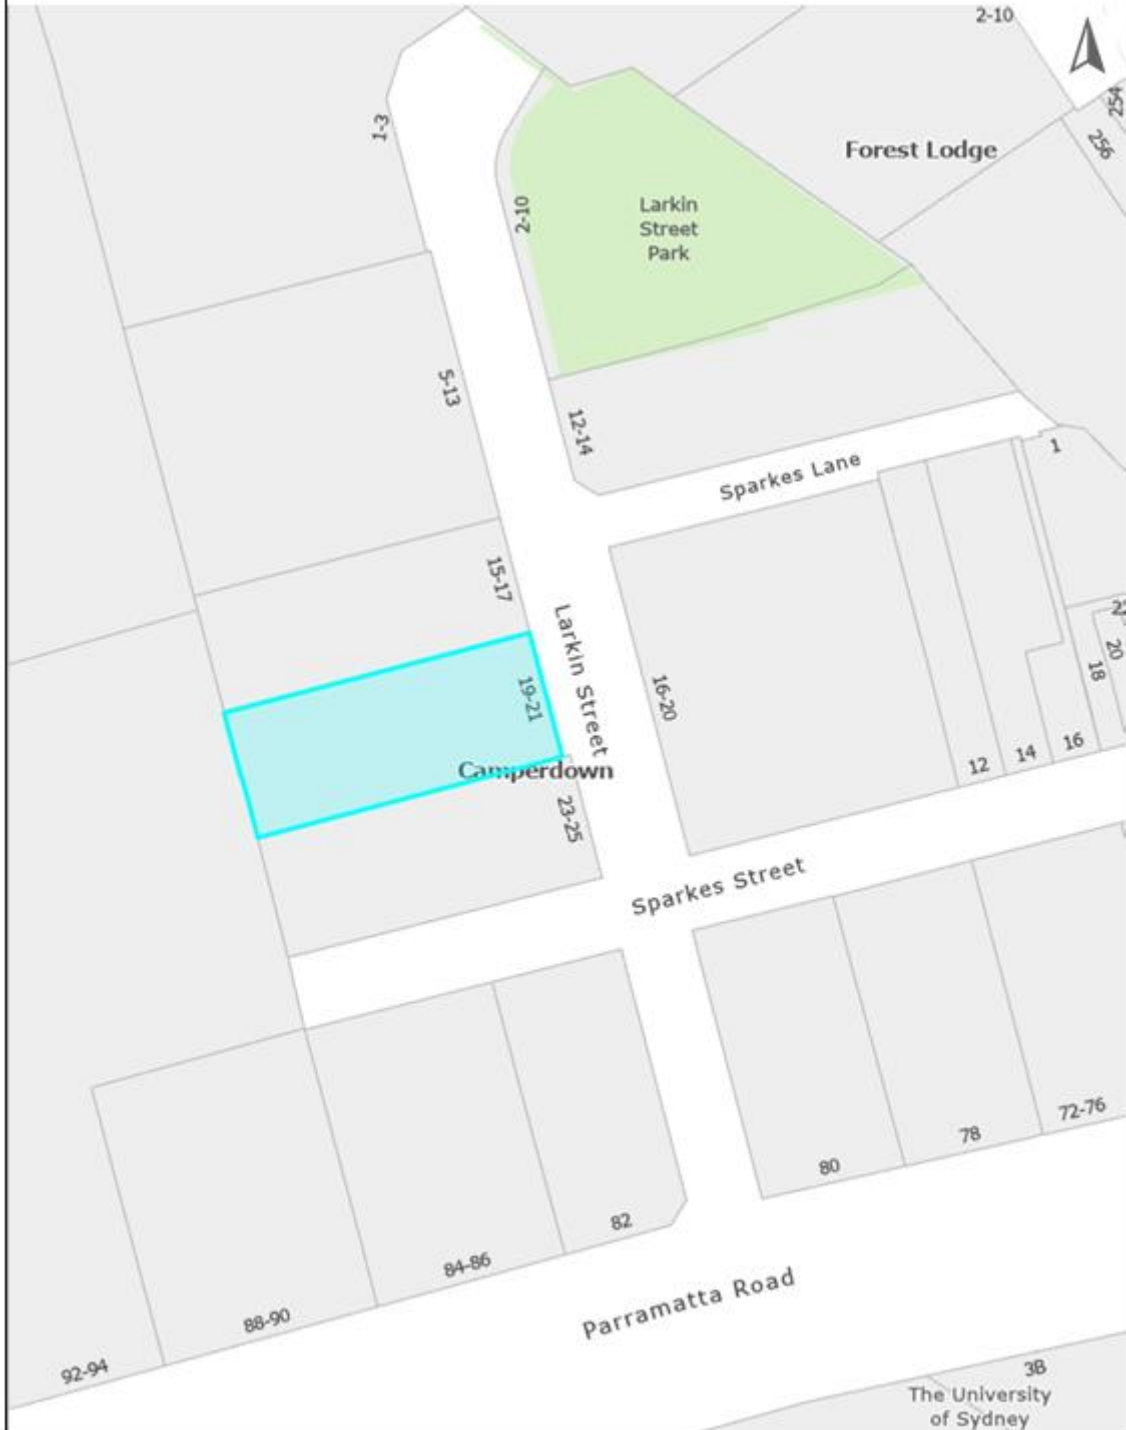 2-10
254
256
1-3
Forest Lodge
2-10
Larkin
Street
Park
5-13
12-14
1
Sparkes Lane
15-17
Larkin Street
20
18
19-21
16-20
12
14
16
Camperdown
23-25
Sparkes Street
72-76
78
80
82
84-86
88-90
92-94
Parramatta Road
3B
The University
of Sydney